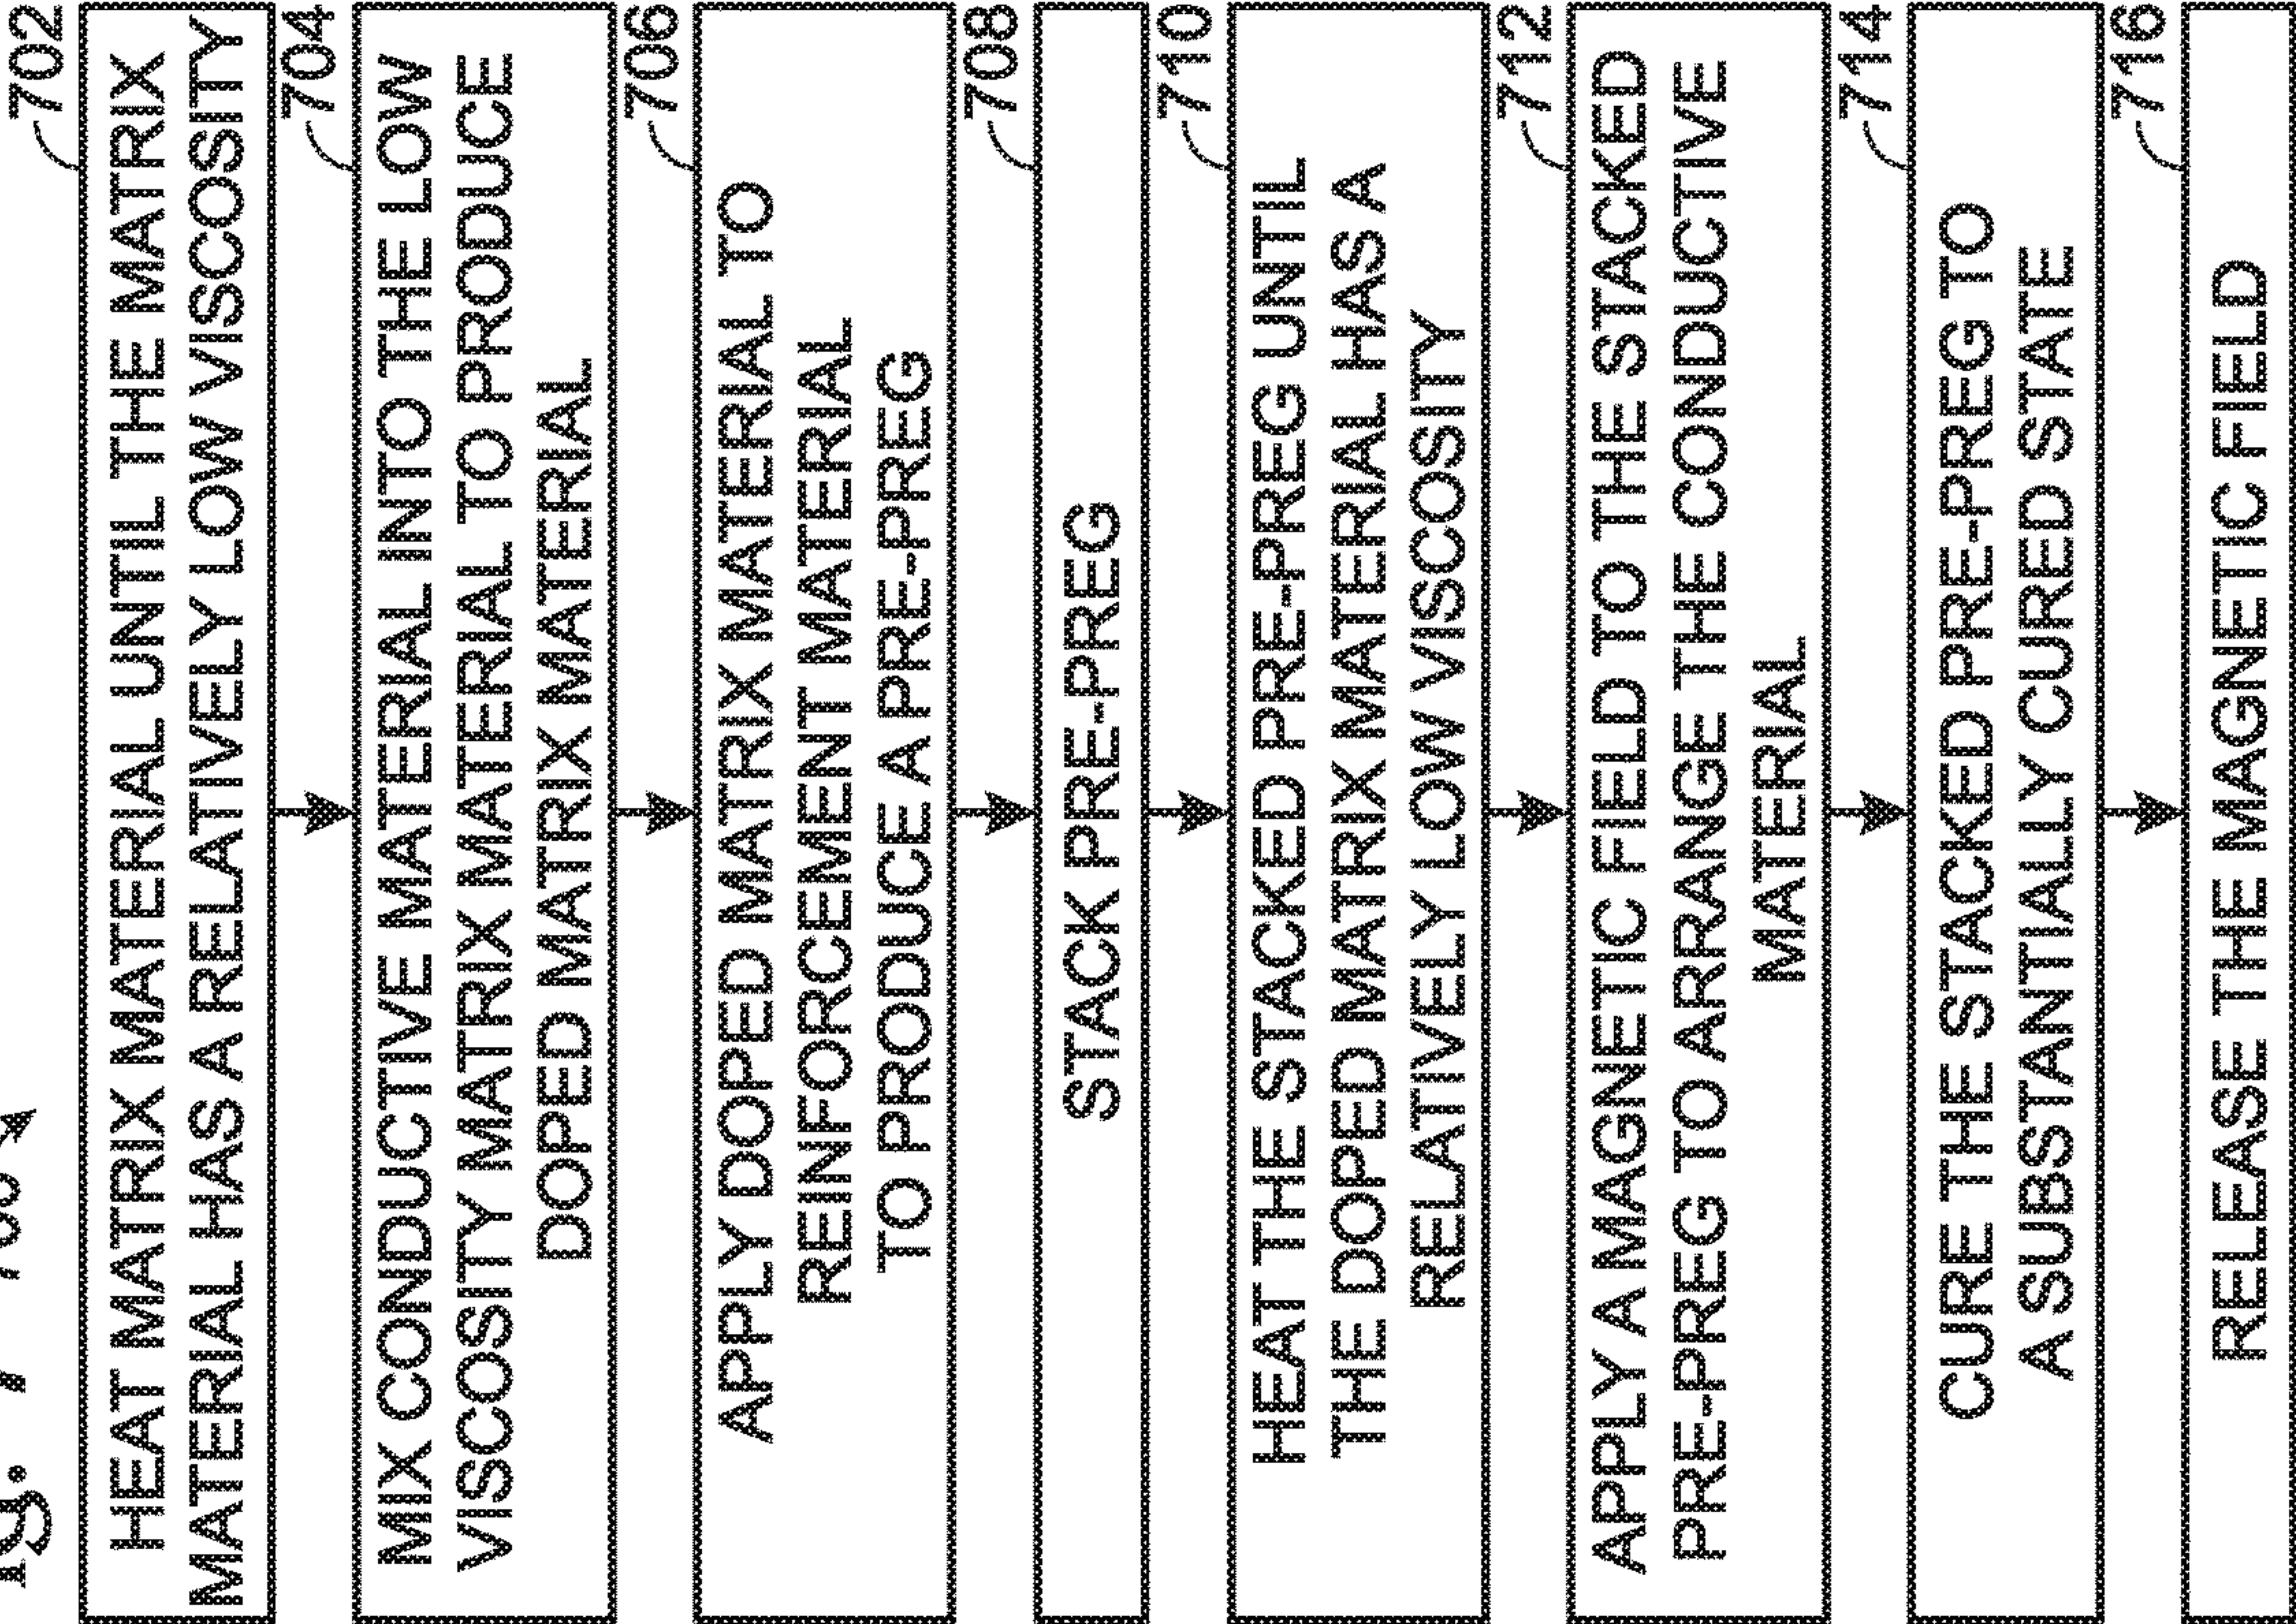 702
HEAT MATRIX MATERIAL UNTIL THE MATRIX
MATERIAL HAS A RELATIVELY LOW VISCOSITY
704
MIX CONDUCTIVE MATERIAL INTO THE LOW
VISCOSITY MATRIX MATERIAL TO PRODUCE
DOPED MATRIX MATERIAL
706
APPLY DOPED MATRIX MATERIAL TO
REINFORCEMENT MATERIAL
TO PRODUCE A PRE-PREG
708
STACK PRE-PREG
710
HEAT THE STACKED PRE-PREG UNTIL
THE DOPED MATRIX MATERIAL HAS A
RELATIVELY LOW VISCOSITY
712
APPLY A MAGNETIC FIELD TO THE STACKED
PRE-PREG TO ARRANGE THE CONDUCTIVE
MATERIAL
714
CURE THE STACKED PRE-PREG TO
A SUBSTANTIALLY CURED STATE
716
RELEASE THE MAGNETIC FIELD